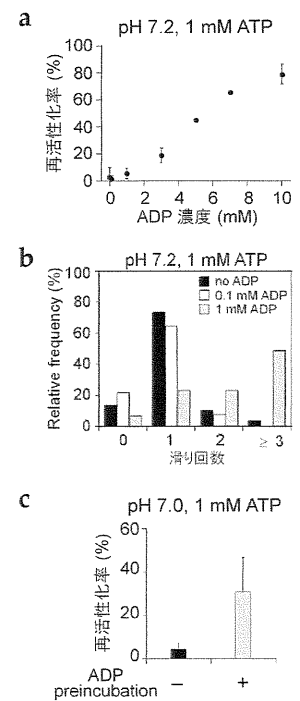 a
pH 7.2, 1 mM ATP
再活性化率 (%)
100
80
60
40
20
0
0 2 4 6 8 10
ADP 濃度 (mM)
b
pH 7.2, 1 mM ATP
Relative frequency (%)
100
80
60
40
20
0
no ADP
0.1 mM ADP
1 mM ADP
0 1 2 ≥ 3
滑り回数
c
pH 7.0, 1 mM ATP
再活性化率 (%)
60
40
20
0
ADP
preincubation − +